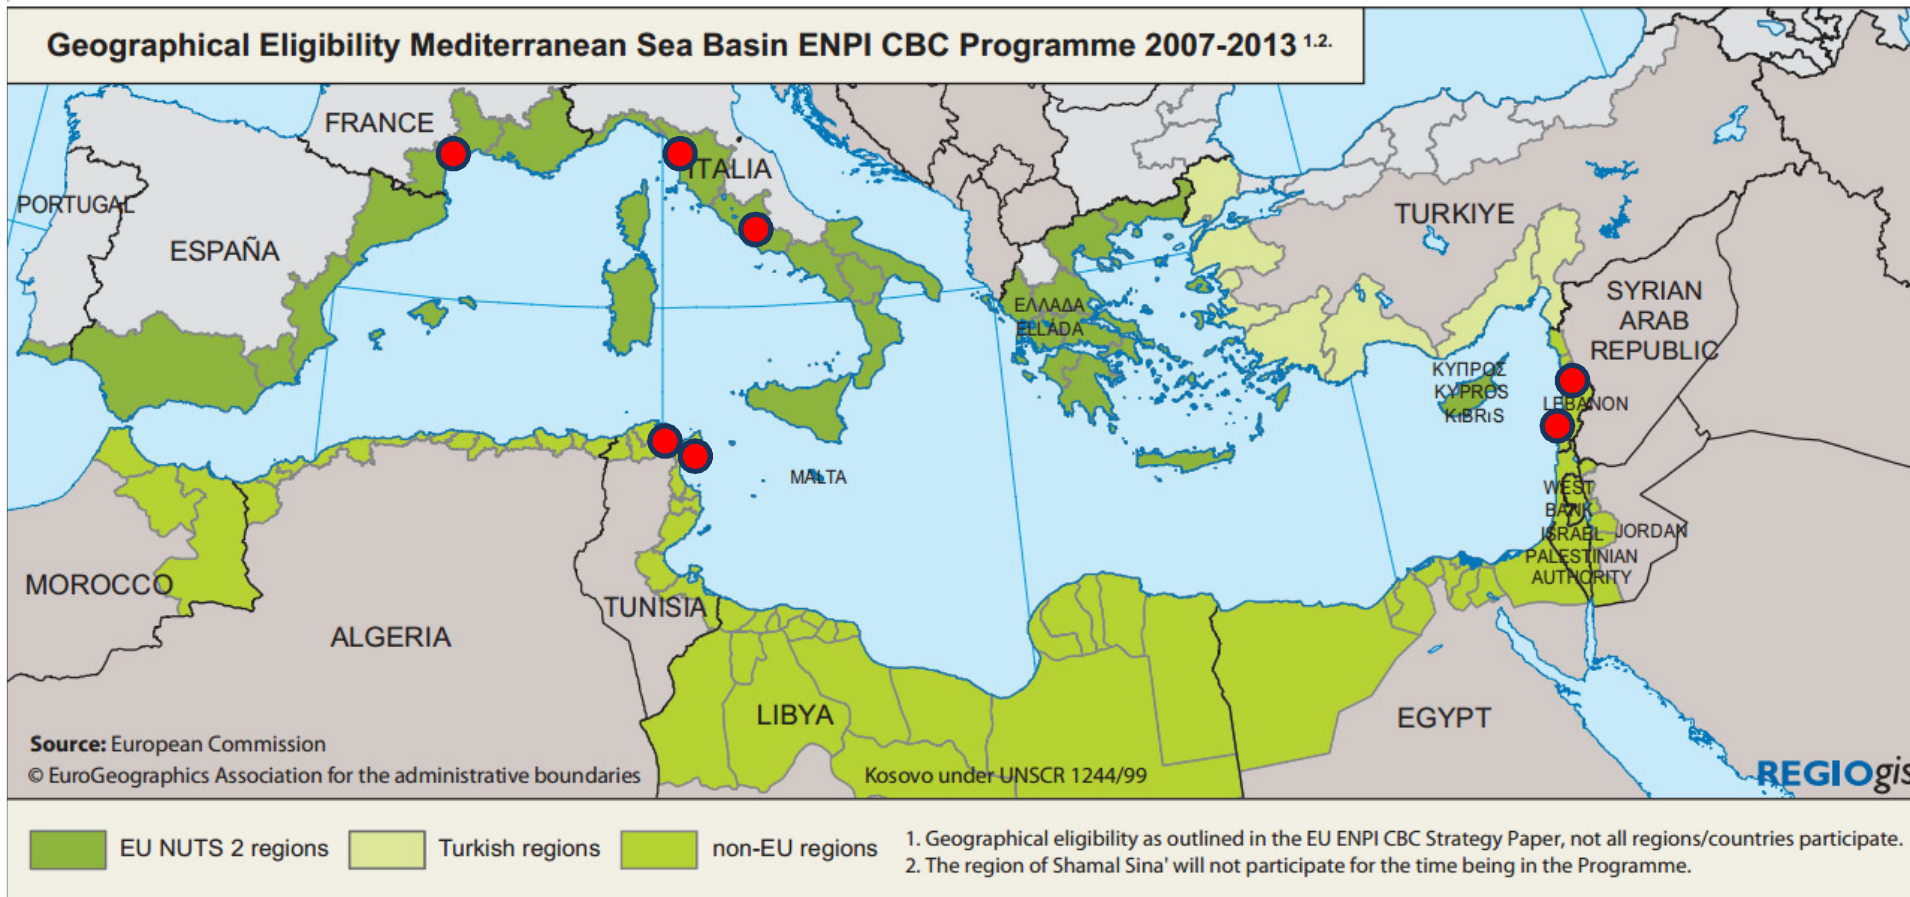 Geographical Eligibility Mediterranean Sea Basin ENPI CBC Programme 2007-2013 1.2.
FRANCE
ITALIA
PORTUGAL
ESPAÑA
TURKIYE
ΕΛΛΑΔΑ
ELLÁDA
SYRIAN
ARAB
REPUBLIC
ΚΥΠΡΟΣ
KYPROS
KıBRıS
LEBANON
MALTA
WEST
BANK
ISRAEL
JORDAN
PALESTINIAN
AUTHORITY
MOROCCO
TUNISIA
ALGERIA
LIBYA
EGYPT
Source: European Commission
© EuroGeographics Association for the administrative boundaries
Kosovo under UNSCR 1244/99
REGIOgis
EU NUTS 2 regions
Turkish regions
non-EU regions
1. Geographical eligibility as outlined in the EU ENPI CBC Strategy Paper, not all regions/countries participate.
2. The region of Shamal Sina' will not participate for the time being in the Programme.